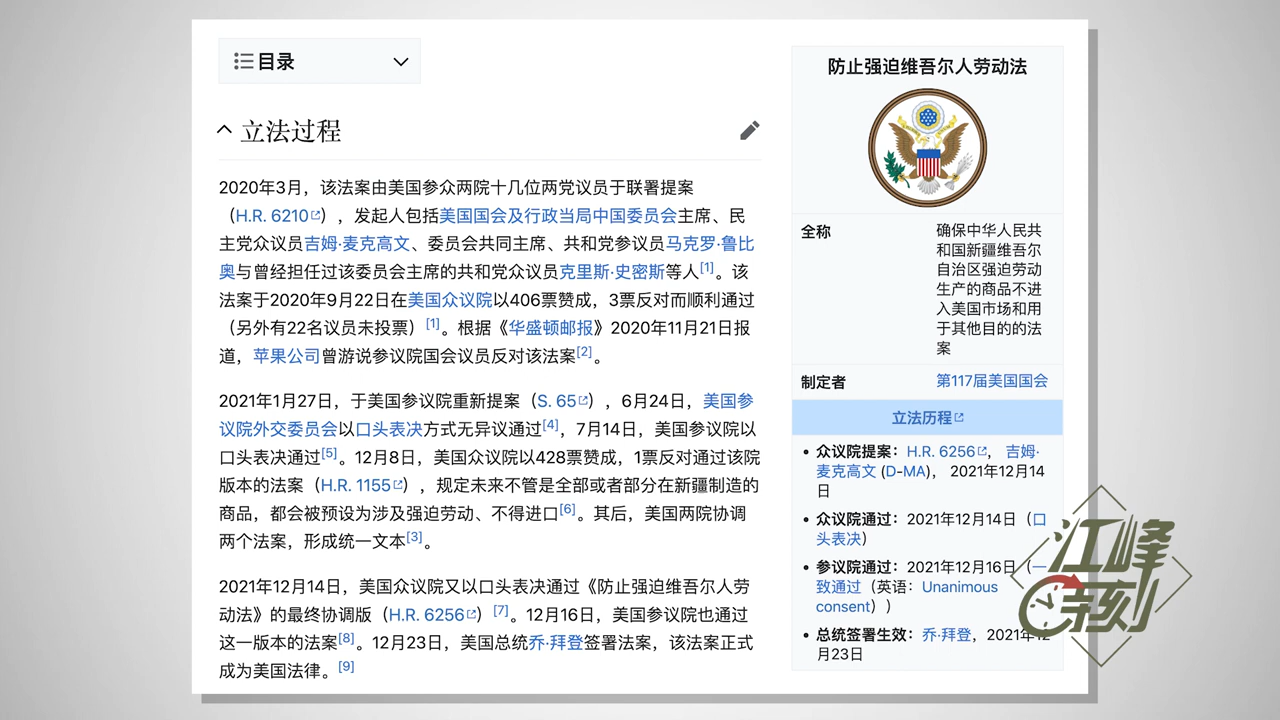 目录
立法过程
2020年3月，该法案由美国参众两院十几位两党议员于联署提案
（H.R. 6210），发起人包括美国国会及行政当局中国委员会主席、民
主党众议员吉姆·麦克高文、委员会共同主席、共和党参议员马克罗·鲁比
奥与曾经担任过该委员会主席的共和党众议员克里斯·史密斯等人[1]。该
法案于2020年9月22日在美国众议院以406票赞成，3票反对而顺利通过
（另外有22名议员未投票）[1]。根据《华盛顿邮报》2020年11月21日报
道，苹果公司曾游说参议院国会议员反对该法案[2]。
2021年1月27日，于美国参议院重新提案（S. 65），6月24日，美国参
议院外交委员会以口头表决方式无异议通过[4]，7月14日，美国参议院以
口头表决通过[5]。12月8日，美国众议院以428票赞成，1票反对通过该院
版本的法案（H.R. 1155），规定未来不管是全部或者部分在新疆制造的
商品，都会被预设为涉及强迫劳动、不得进口[6]。其后，美国两院协调
两个法案，形成统一文本[3]。
2021年12月14日，美国众议院又以口头表决通过《防止强迫维吾尔人劳
动法》的最终协调版（H.R. 6256）[7]。12月16日，美国参议院也通过
这一版本的法案[8]。12月23日，美国总统乔·拜登签署法案，该法案正式
成为美国法律。[9]
防止强迫维吾尔人劳动法
全称
确保中华人民共
和国新疆维吾尔
自治区强迫劳动
生产的商品不进
入美国市场和用
于其他目的的法
案
制定者
第117届美国国会
立法历程
• 众议院提案：H.R. 6256，吉姆·
麦克高文 (D-MA)，2021年12月14
日
• 众议院通过：2021年12月14日（口
头表决）
• 参议院通过：2021年12月16日（一
致通过（英语：Unanimous
consent））
• 总统签署生效：乔·拜登，2021年12
月23日
江峰
时刻